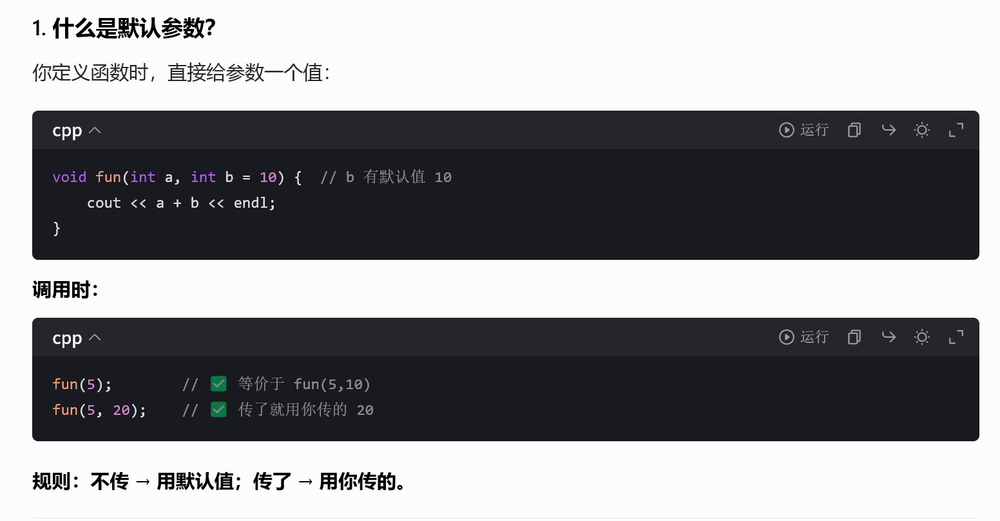 1. 什么是默认参数？
你定义函数时，直接给参数一个值：
cpp 运行
void fun(int a, int b = 10) {  // b 有默认值 10
    cout << a + b << endl;
}
调用时：
cpp 运行
fun(5);        // ✅ 等价于 fun(5,10)
fun(5, 20);    // ✅ 传了就用你传的 20
规则：不传 → 用默认值；传了 → 用你传的。